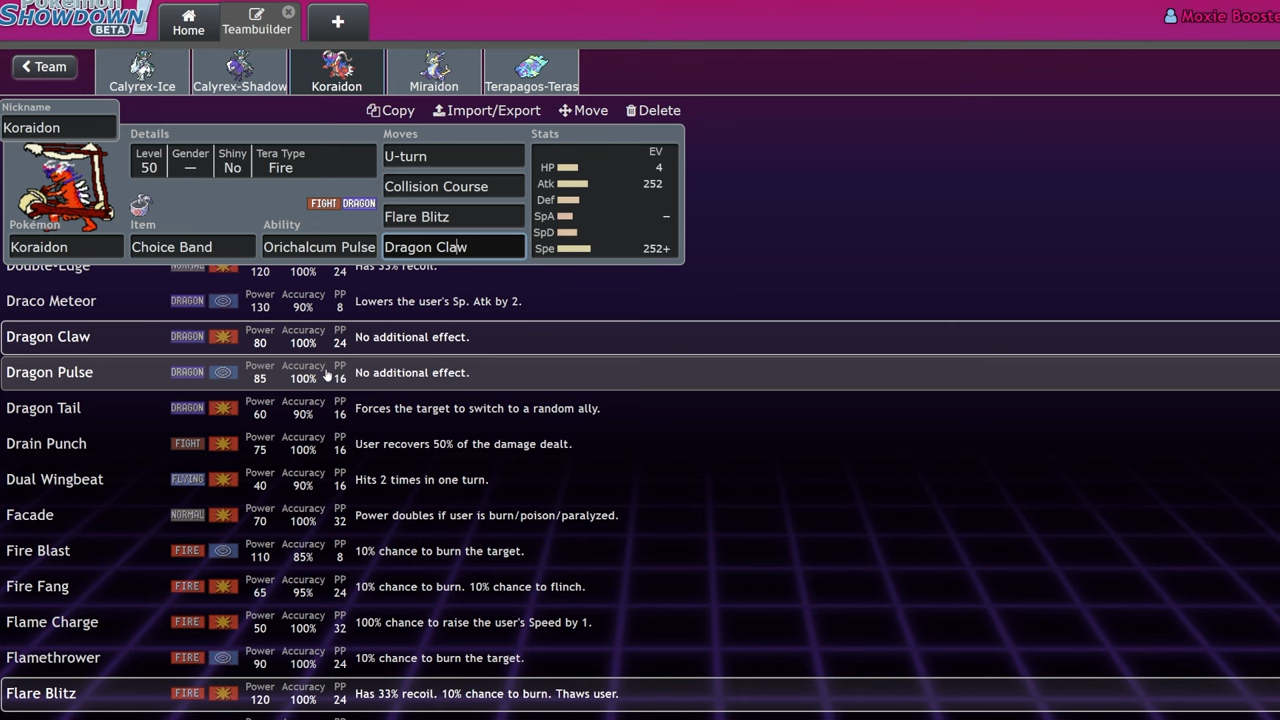 Pokémon
SHOWDOWN
BETA
Home
Teambuilder
+
Moxie Booste
Team
Calyrex-Ice
Calyrex-Shadow
Koraidon
Miraidon
Terapagos-Teras
Copy
Import/Export
Move
Delete
Nickname
Koraidon
Details
Level Gender Shiny Tera Type
50 — No Fire
FIGHT DRAGON
Pokémon
Koraidon
Item
Choice Band
Ability
Orichalcum Pulse
Moves
U-turn
Collision Course
Flare Blitz
Dragon Claw
Stats
EV
HP 4
Atk 252
Def
SpA –
SpD
Spe 252+
Double-Edge NORMAL 120 100% 24 Has 33% recoil.
Draco Meteor DRAGON Power 130 Accuracy 90% PP 8 Lowers the user's Sp. Atk by 2.
Dragon Claw DRAGON Power 80 Accuracy 100% PP 24 No additional effect.
Dragon Pulse DRAGON Power 85 Accuracy 100% PP 16 No additional effect.
Dragon Tail DRAGON Power 60 Accuracy 90% PP 16 Forces the target to switch to a random ally.
Drain Punch FIGHT Power 75 Accuracy 100% PP 16 User recovers 50% of the damage dealt.
Dual Wingbeat FLYING Power 40 Accuracy 90% PP 16 Hits 2 times in one turn.
Facade NORMAL Power 70 Accuracy 100% PP 32 Power doubles if user is burn/poison/paralyzed.
Fire Blast FIRE Power 110 Accuracy 85% PP 8 10% chance to burn the target.
Fire Fang FIRE Power 65 Accuracy 95% PP 24 10% chance to burn. 10% chance to flinch.
Flame Charge FIRE Power 50 Accuracy 100% PP 32 100% chance to raise the user's Speed by 1.
Flamethrower FIRE Power 90 Accuracy 100% PP 24 10% chance to burn the target.
Flare Blitz FIRE Power 120 Accuracy 100% PP 24 Has 33% recoil. 10% chance to burn. Thaws user.
Power Accuracy PP